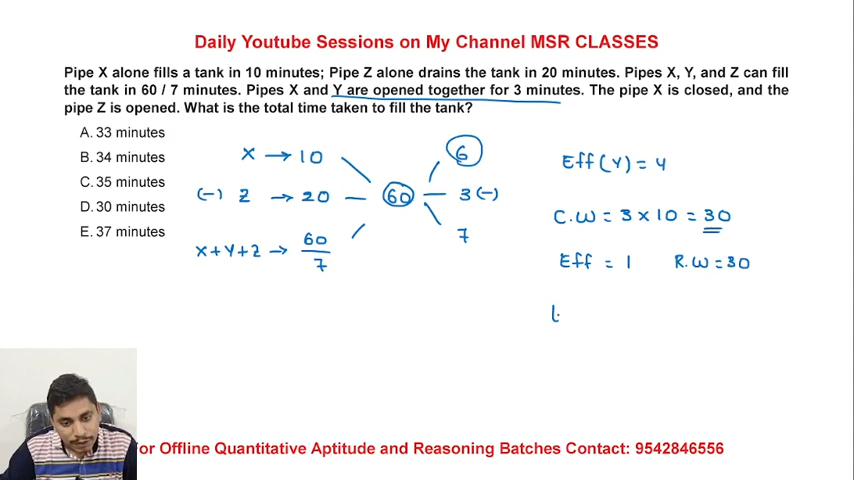 Daily Youtube Sessions on My Channel MSR CLASSES
Pipe X alone fills a tank in 10 minutes; Pipe Z alone drains the tank in 20 minutes. Pipes X, Y, and Z can fill
the tank in 60 / 7 minutes. Pipes X and Y are opened together for 3 minutes. The pipe X is closed, and the
pipe Z is opened. What is the total time taken to fill the tank?
A. 33 minutes
B. 34 minutes
C. 35 minutes
D. 30 minutes
E. 37 minutes
X → 10
(-) Z → 20
X+Y+Z → 60
7
60
6
3 (-)
7
Eff (Y) = 4
C.W = 3 x 10 = 30
Eff = 1 R.W = 30
or Offline Quantitative Aptitude and Reasoning Batches Contact: 9542846556